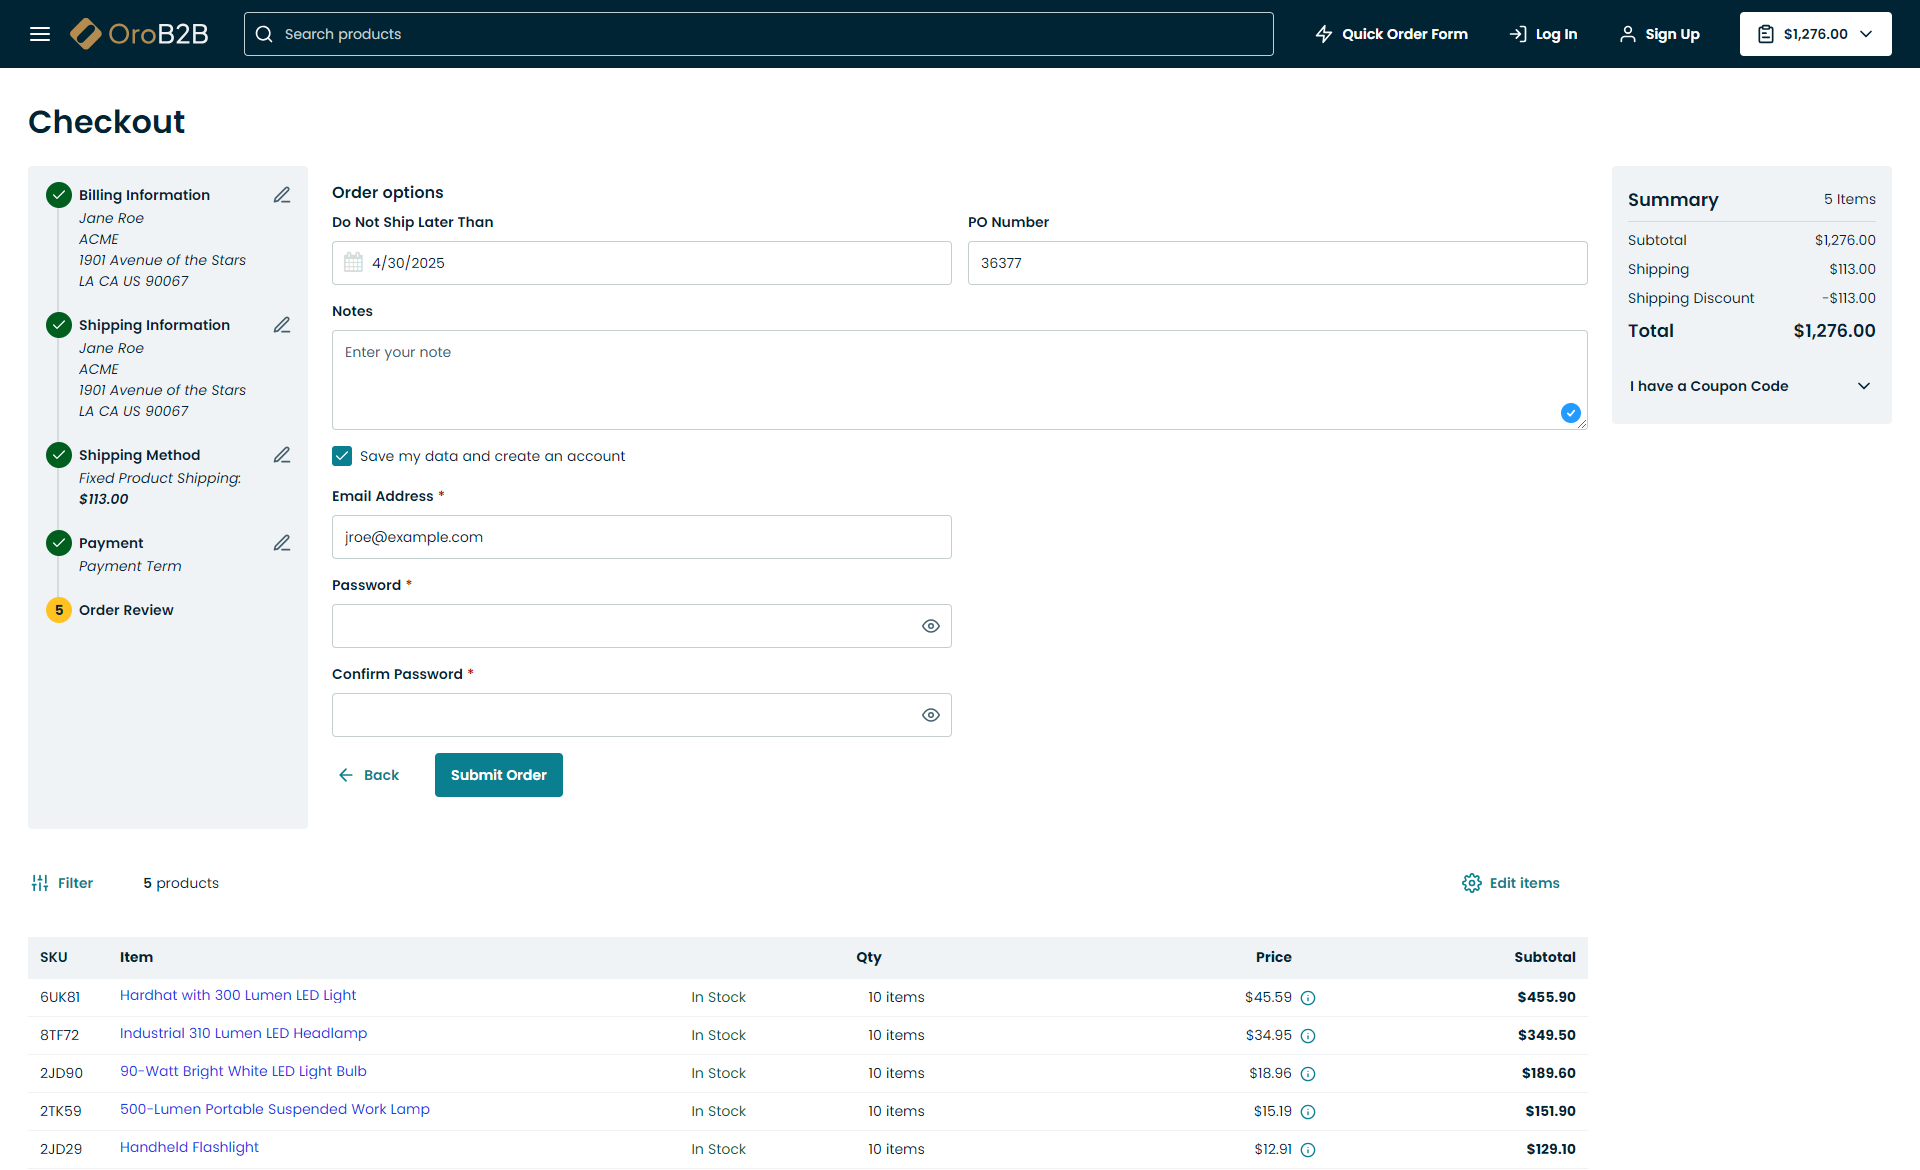 OroB2B
Search products
Quick Order Form
Log In
Sign Up
$1,276.00
Checkout
Billing Information
Jane Roe
ACME
1901 Avenue of the Stars
LA CA US 90067
Shipping Information
Jane Roe
ACME
1901 Avenue of the Stars
LA CA US 90067
Shipping Method
Fixed Product Shipping:
$113.00
Payment
Payment Term
5 Order Review
Order options
Do Not Ship Later Than
4/30/2025
PO Number
36377
Notes
Enter your note
Save my data and create an account
Email Address *
jroe@example.com
Password *
Confirm Password *
Back
Submit Order
Summary 5 Items
Subtotal $1,276.00
Shipping $113.00
Shipping Discount -$113.00
Total $1,276.00
I have a Coupon Code
Filter
5 products
Edit items
SKU Item Qty Price Subtotal
6UK81 Hardhat with 300 Lumen LED Light In Stock 10 items $45.59 $455.90
8TF72 Industrial 310 Lumen LED Headlamp In Stock 10 items $34.95 $349.50
2JD90 90-Watt Bright White LED Light Bulb In Stock 10 items $18.96 $189.60
2TK59 500-Lumen Portable Suspended Work Lamp In Stock 10 items $15.19 $151.90
2JD29 Handheld Flashlight In Stock 10 items $12.91 $129.10